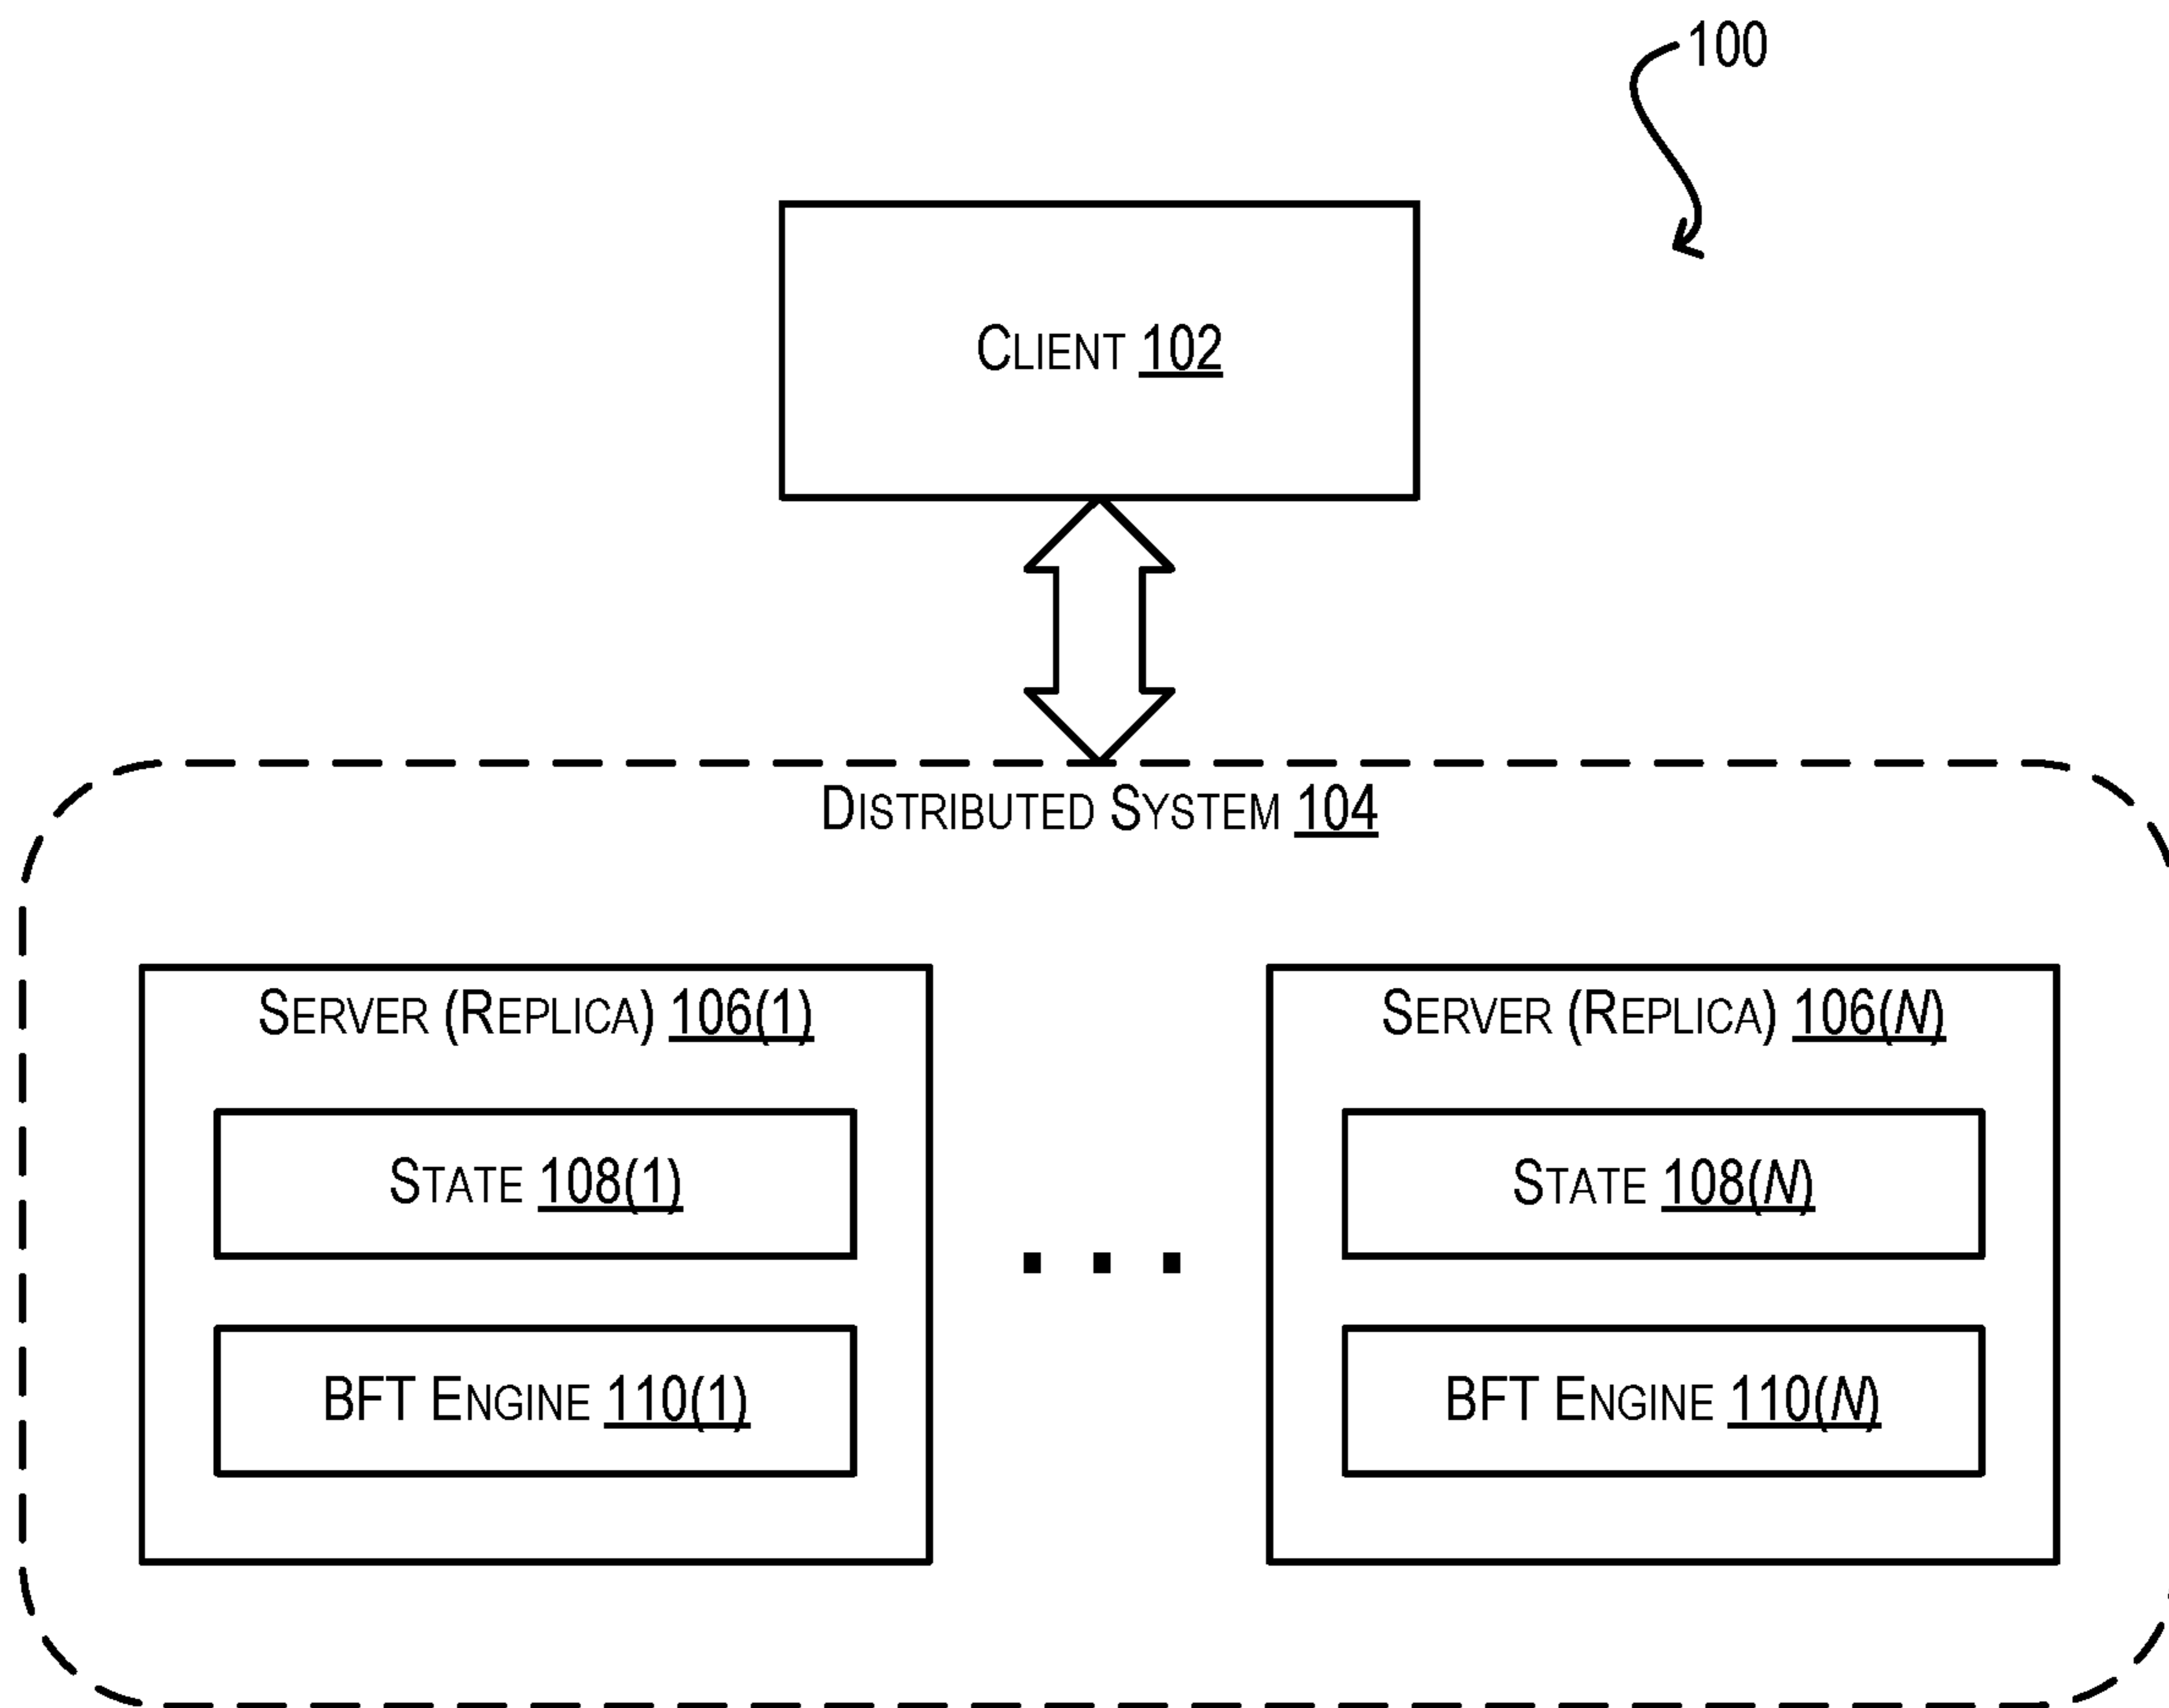 100
CLIENT 102
DISTRIBUTED SYSTEM 104
SERVER (REPLICA) 106(1)
STATE 108(1)
BFT ENGINE 110(1)
. . .
SERVER (REPLICA) 106(N)
STATE 108(N)
BFT ENGINE 110(N)